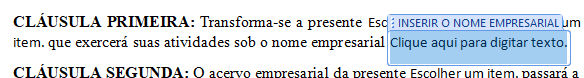 CLÁUSULA PRIMEIRA: Transforma-se a presente Esc INSERIR O NOME EMPRESARIAL um
item. que exercerá suas atividades sob o nome empresarial Clique aqui para digitar texto.
CLÁUSULA SEGUNDA: O acervo empresarial da presente Escolher um item. passará a